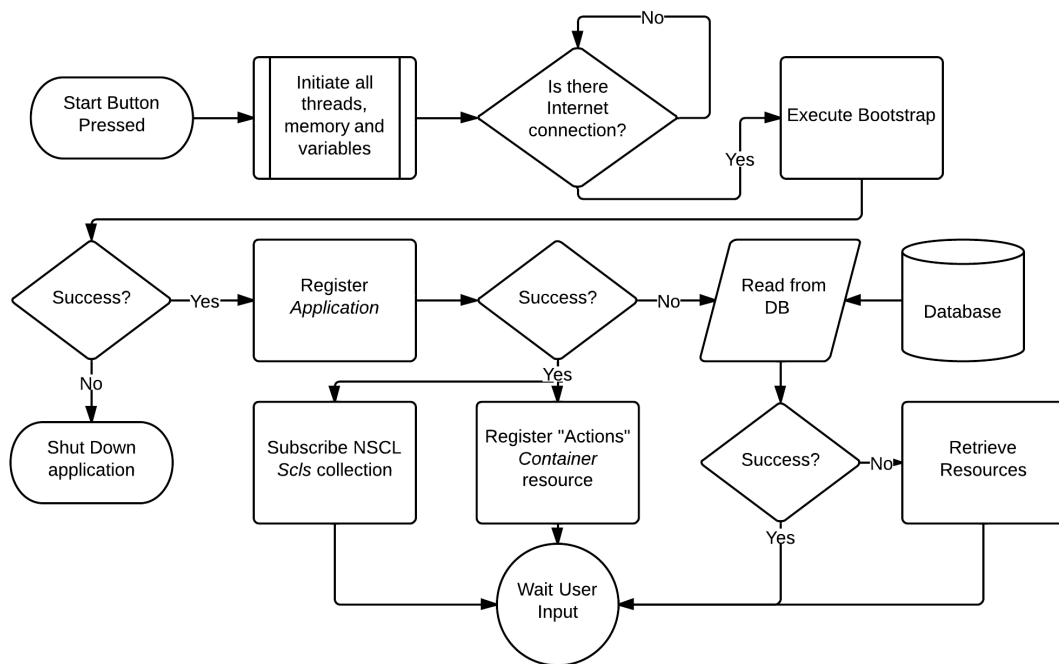 Start Button
Pressed
Initiate all
threads,
memory and
variables
Is there
Internet
connection?
No
Yes
Execute Bootstrap
Success?
Yes
No
Shut Down
application
Register
Application
Success?
No
Yes
Read from
DB
Database
Subscribe NSCL
Scls collection
Register "Actions"
Container
resource
Success?
No
Yes
Retrieve
Resources
Wait User
Input